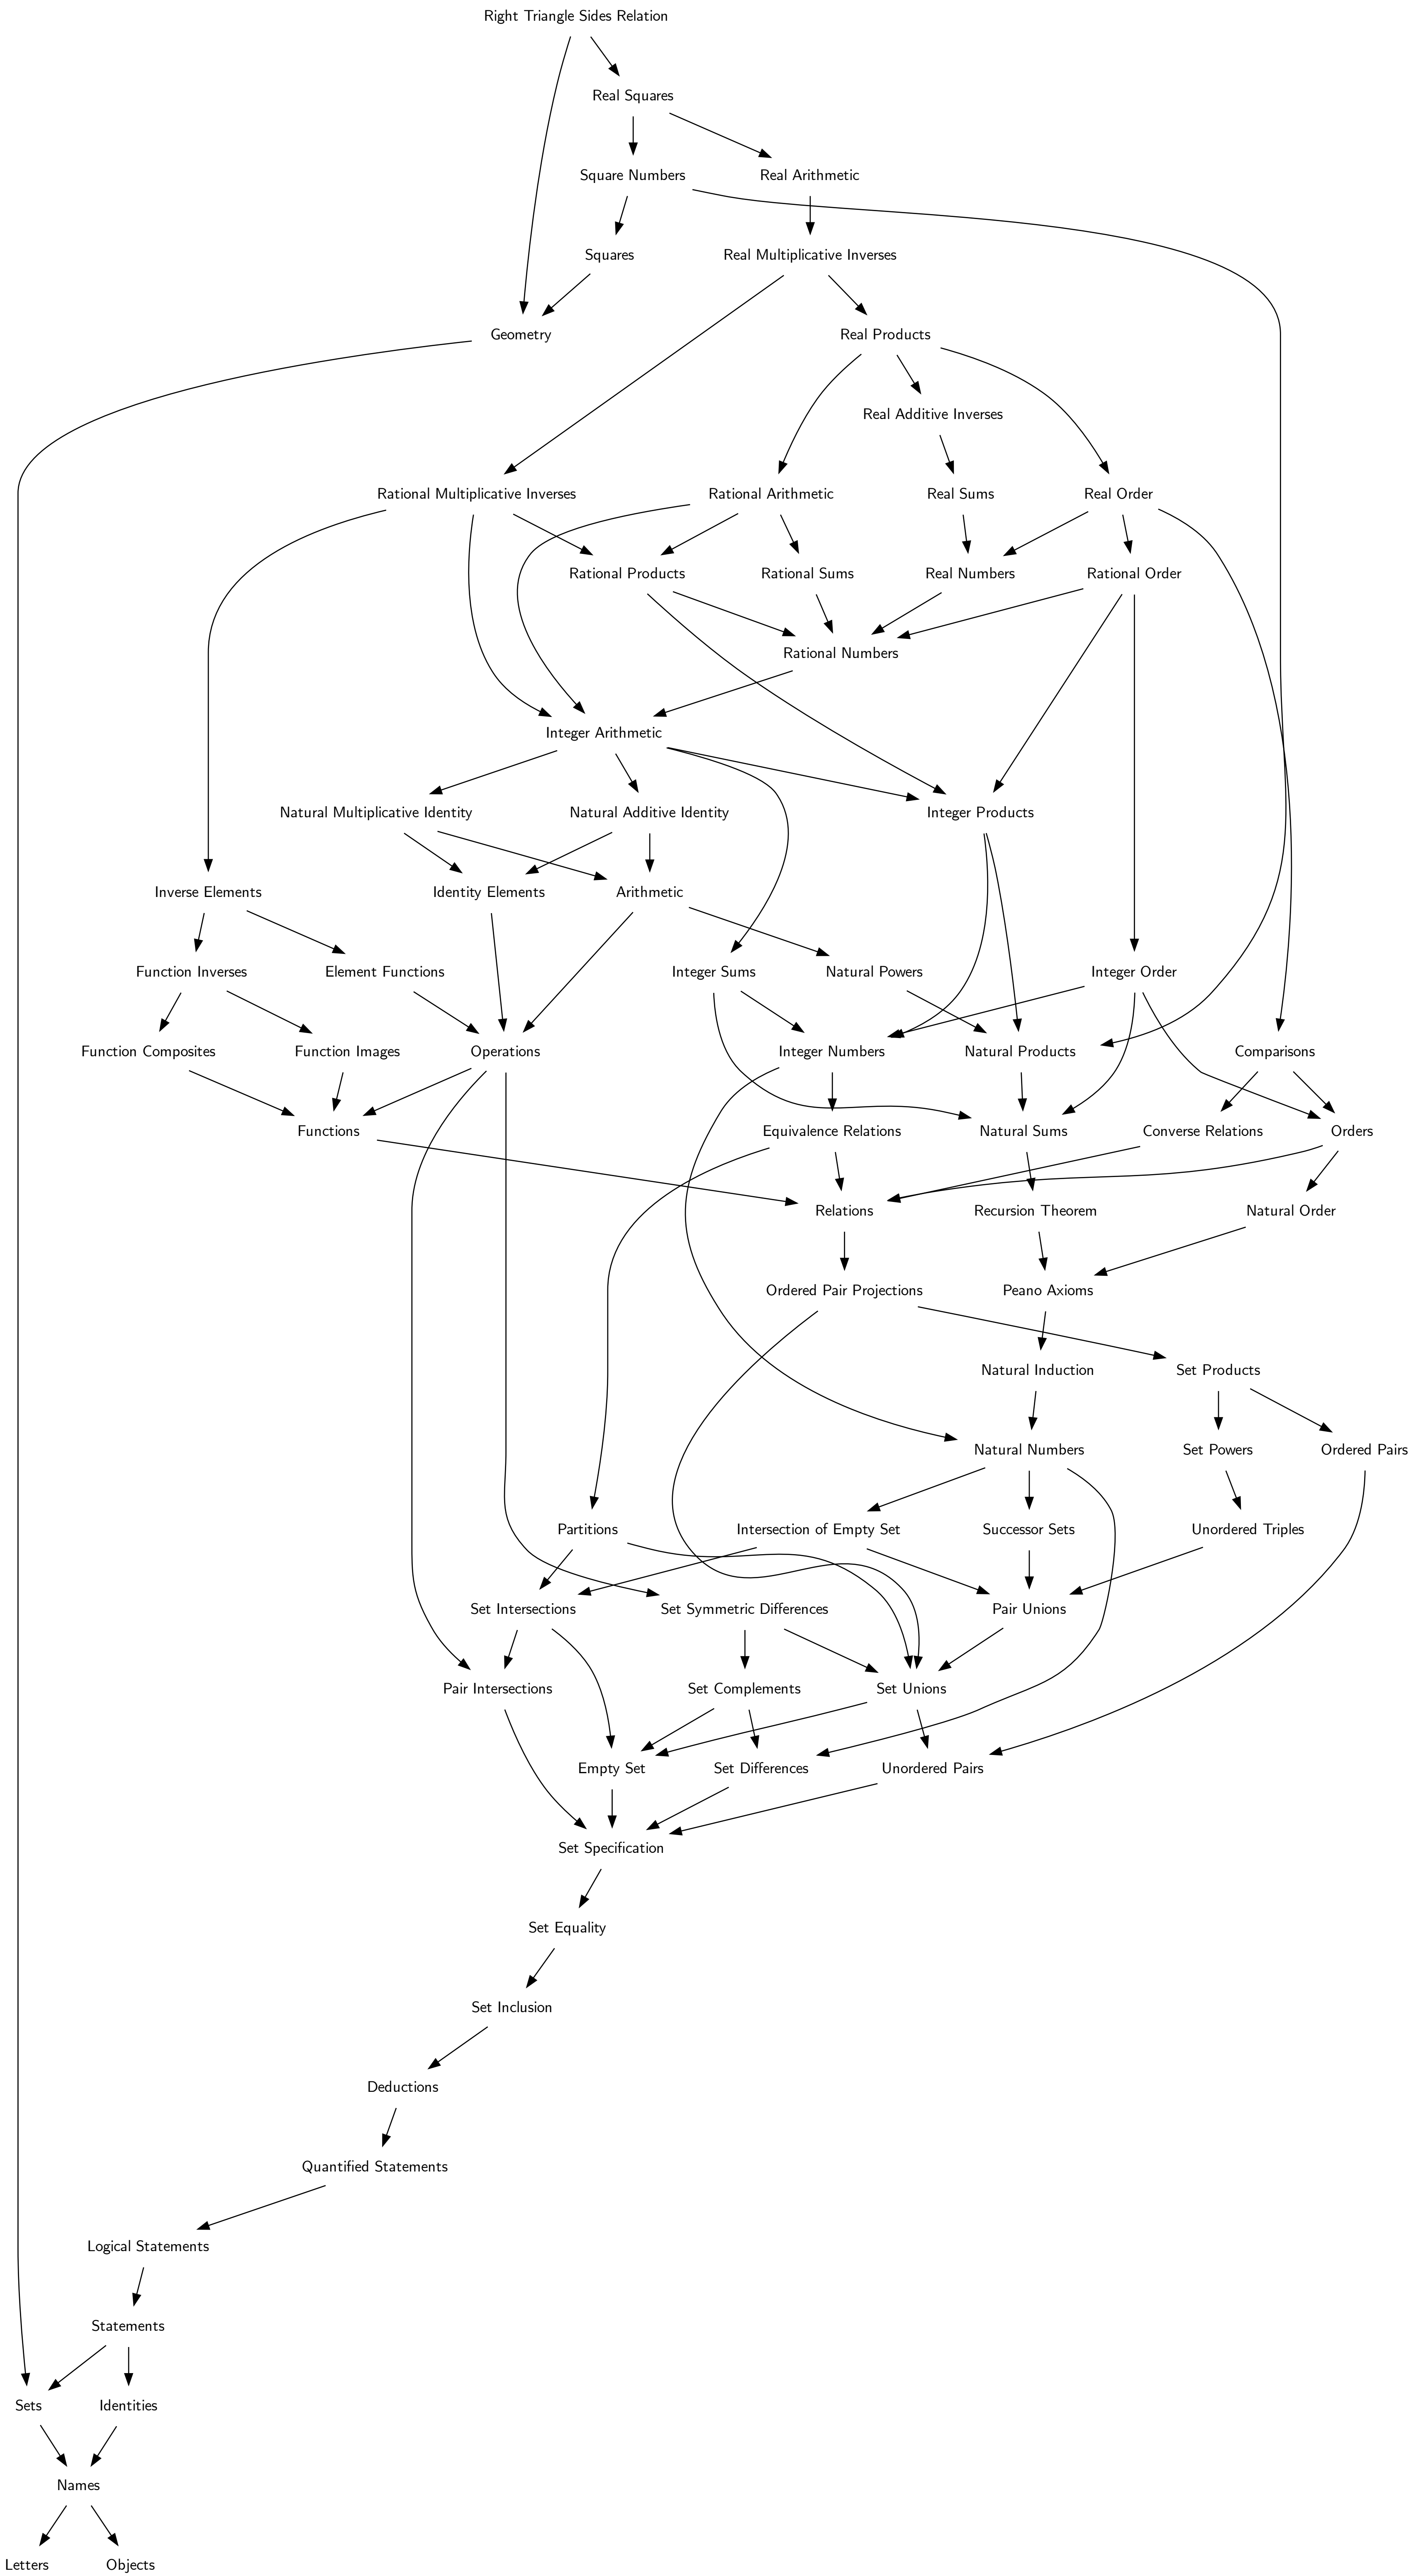 Right Triangle Sides Relation
Real Squares
Square Numbers
Real Arithmetic
Squares
Real Multiplicative Inverses
Geometry
Real Products
Real Additive Inverses
Rational Multiplicative Inverses
Rational Arithmetic
Real Sums
Real Order
Rational Products
Rational Sums
Real Numbers
Rational Order
Rational Numbers
Integer Arithmetic
Natural Multiplicative Identity
Natural Additive Identity
Integer Products
Inverse Elements
Identity Elements
Arithmetic
Function Inverses
Element Functions
Integer Sums
Natural Powers
Integer Order
Function Composites
Function Images
Operations
Integer Numbers
Natural Products
Comparisons
Functions
Equivalence Relations
Natural Sums
Converse Relations
Orders
Relations
Recursion Theorem
Natural Order
Ordered Pair Projections
Peano Axioms
Natural Induction
Set Products
Natural Numbers
Set Powers
Ordered Pairs
Partitions
Intersection of Empty Set
Successor Sets
Unordered Triples
Set Intersections
Set Symmetric Differences
Pair Unions
Pair Intersections
Set Complements
Set Unions
Empty Set
Set Differences
Unordered Pairs
Set Specification
Set Equality
Set Inclusion
Deductions
Quantified Statements
Logical Statements
Statements
Sets
Identities
Names
Letters
Objects